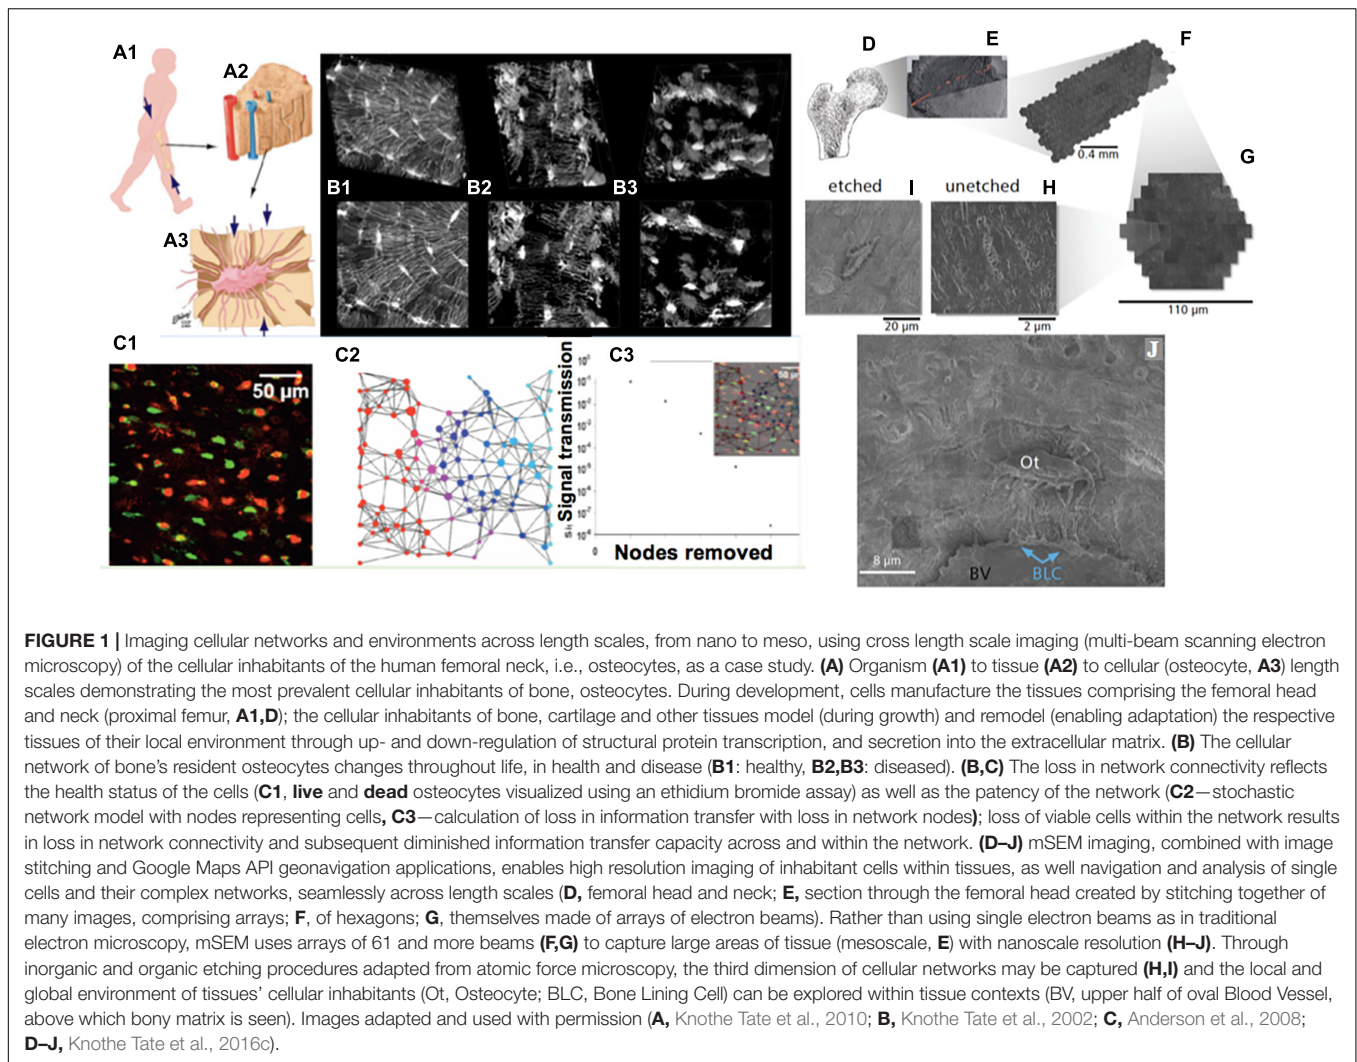 A1
A2
A3
B1
B2
B3
C1
50 µm
C2
C3
Signal transmission
10⁰
10⁻¹
10⁻²
10⁻³
10⁻⁴
10⁻⁵
10⁻⁶
10⁻⁷
10⁻⁸
0
Nodes removed
D
E
F
0.4 mm
G
110 µm
etched
I
unetched
H
20 µm
2 µm
J
Ot
8 µm
BV
BLC
FIGURE 1 | Imaging cellular networks and environments across length scales, from nano to meso, using cross length scale imaging (multi-beam scanning electron
microscopy) of the cellular inhabitants of the human femoral neck, i.e., osteocytes, as a case study. (A) Organism (A1) to tissue (A2) to cellular (osteocyte, A3) length
scales demonstrating the most prevalent cellular inhabitants of bone, osteocytes. During development, cells manufacture the tissues comprising the femoral head
and neck (proximal femur, A1,D); the cellular inhabitants of bone, cartilage and other tissues model (during growth) and remodel (enabling adaptation) the respective
tissues of their local environment through up- and down-regulation of structural protein transcription, and secretion into the extracellular matrix. (B) The cellular
network of bone's resident osteocytes changes throughout life, in health and disease (B1: healthy, B2,B3: diseased). (B,C) The loss in network connectivity reflects
the health status of the cells (C1, live and dead osteocytes visualized using an ethidium bromide assay) as well as the patency of the network (C2—stochastic
network model with nodes representing cells, C3—calculation of loss in information transfer with loss in network nodes); loss of viable cells within the network results
in loss in network connectivity and subsequent diminished information transfer capacity across and within the network. (D–J) mSEM imaging, combined with image
stitching and Google Maps API geonavigation applications, enables high resolution imaging of inhabitant cells within tissues, as well navigation and analysis of single
cells and their complex networks, seamlessly across length scales (D, femoral head and neck; E, section through the femoral head created by stitching together of
many images, comprising arrays; F, of hexagons; G, themselves made of arrays of electron beams). Rather than using single electron beams as in traditional
electron microscopy, mSEM uses arrays of 61 and more beams (F,G) to capture large areas of tissue (mesoscale, E) with nanoscale resolution (H–J). Through
inorganic and organic etching procedures adapted from atomic force microscopy, the third dimension of cellular networks may be captured (H,I) and the local and
global environment of tissues' cellular inhabitants (Ot, Osteocyte; BLC, Bone Lining Cell) can be explored within tissue contexts (BV, upper half of oval Blood Vessel,
above which bony matrix is seen). Images adapted and used with permission (A, Knothe Tate et al., 2010; B, Knothe Tate et al., 2002; C, Anderson et al., 2008;
D–J, Knothe Tate et al., 2016c).